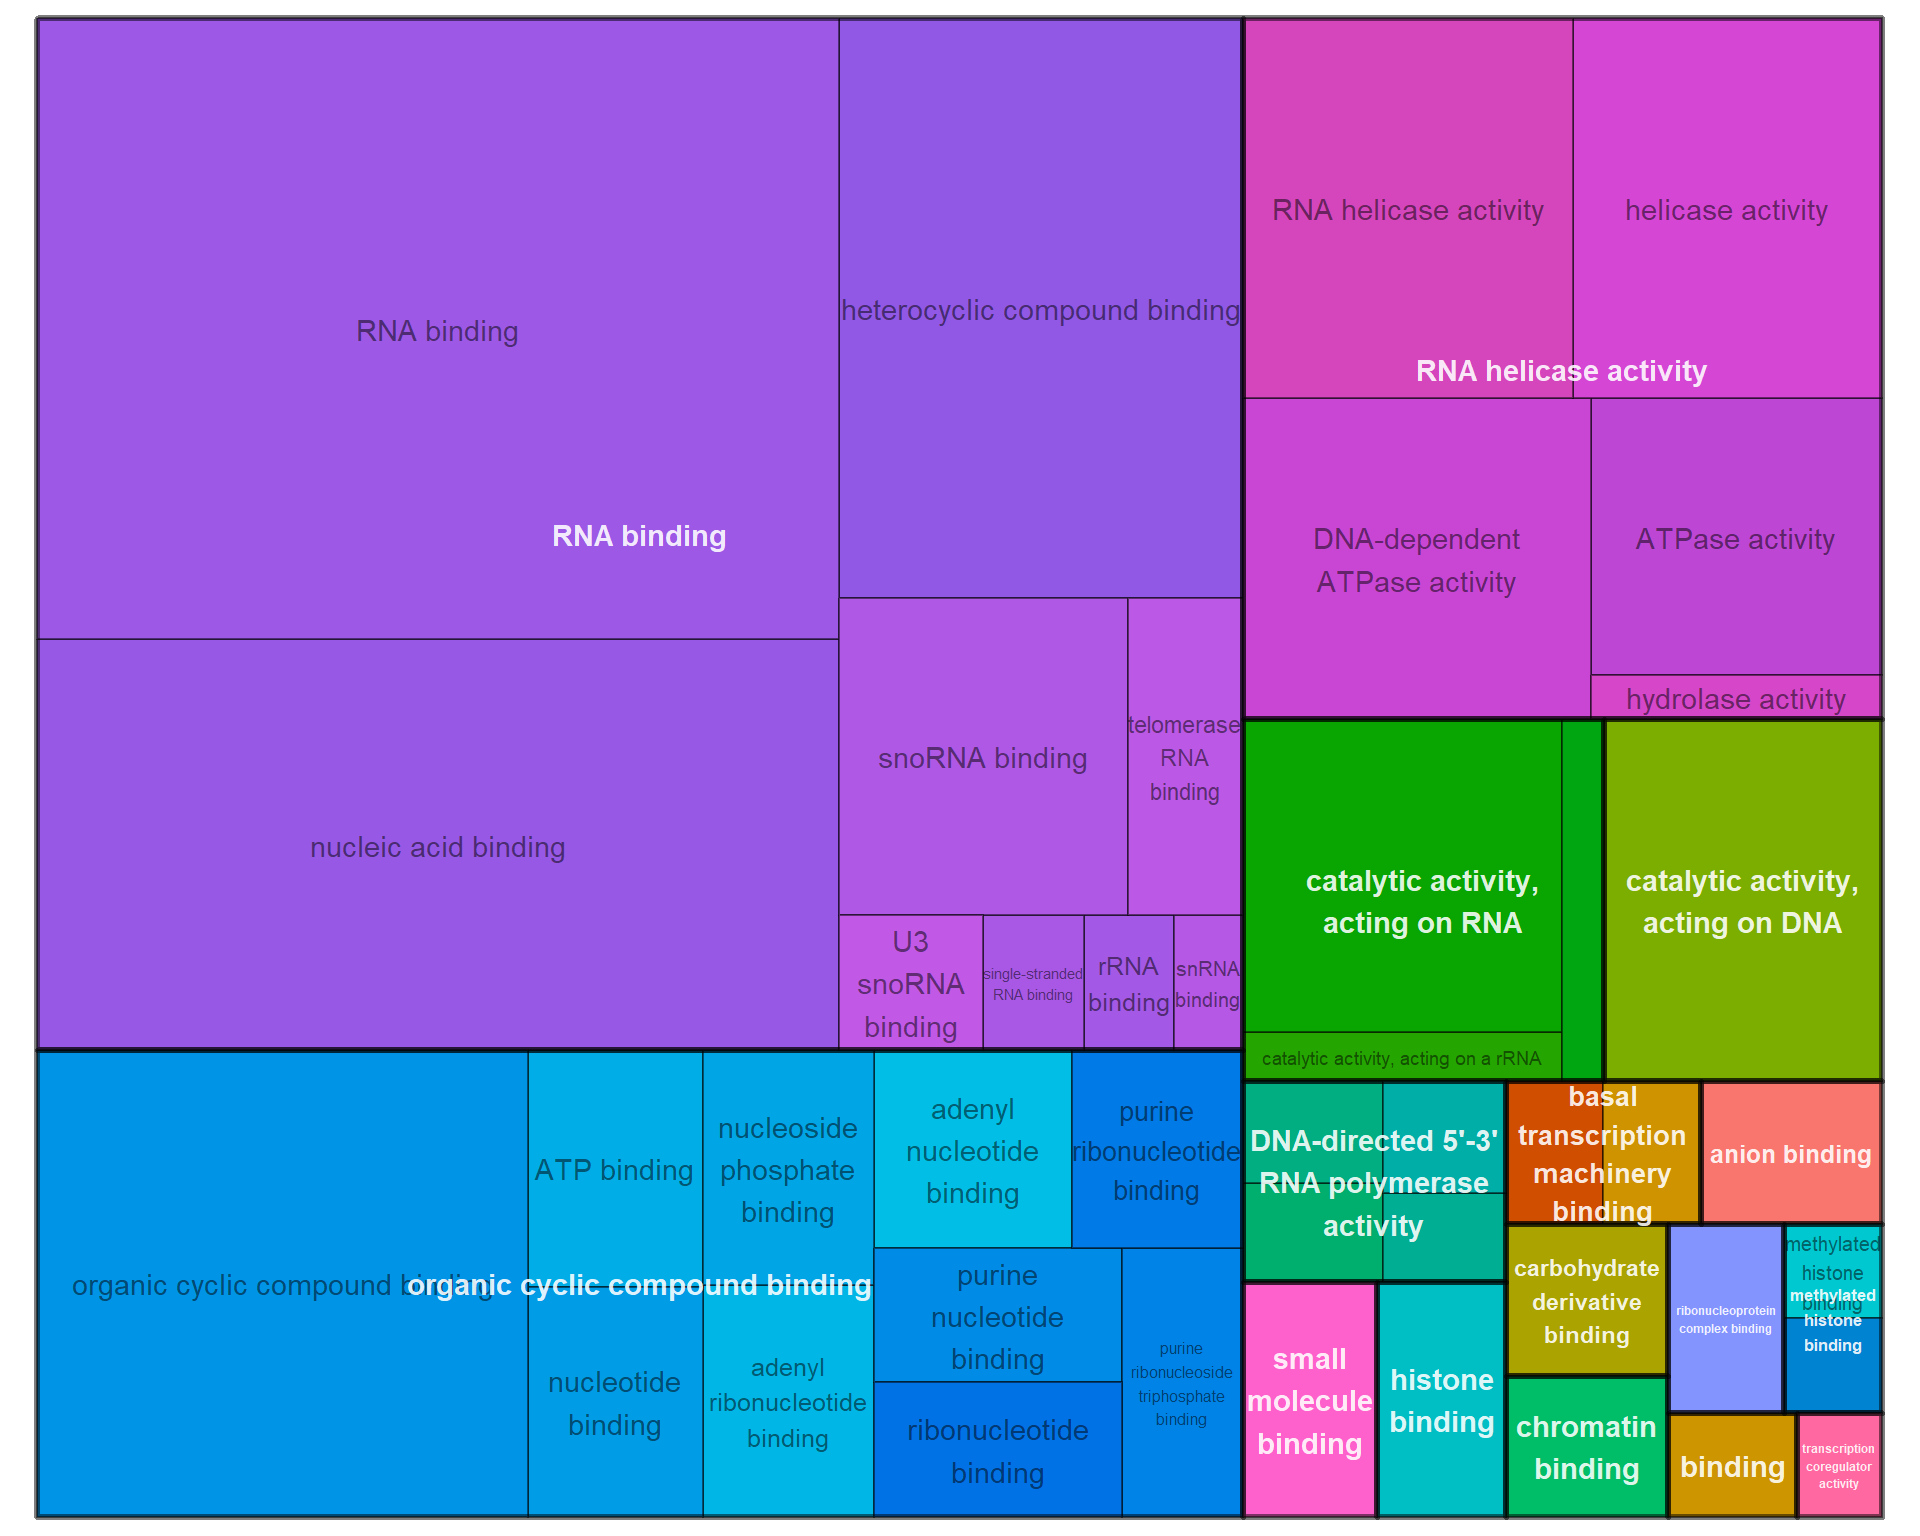 RNA binding
RNA binding
nucleic acid binding
heterocyclic compound binding
snoRNA binding
telomerase
RNA
binding
U3
snoRNA
binding
single-stranded
RNA binding
rRNA
binding
snRNA
binding
RNA helicase activity
helicase activity
RNA helicase activity
DNA-dependent
ATPase activity
ATPase activity
hydrolase activity
catalytic activity,
acting on RNA
catalytic activity, acting on a rRNA
catalytic activity,
acting on DNA
organic cyclic compound binding
organic cyclic compound binding
ATP binding
nucleotide
binding
nucleoside
phosphate
binding
adenyl
ribonucleotide
binding
adenyl
nucleotide
binding
purine
ribonucleotide
binding
purine
nucleotide
binding
ribonucleotide
binding
purine
ribonucleoside
triphosphate
binding
DNA-directed 5'-3'
RNA polymerase
activity
basal
transcription
machinery
binding
anion binding
small
molecule
binding
histone
binding
carbohydrate
derivative
binding
chromatin
binding
ribonucleoprotein
complex binding
methylated
histone
binding
methylated
histone
binding
binding
transcription
coregulator
activity